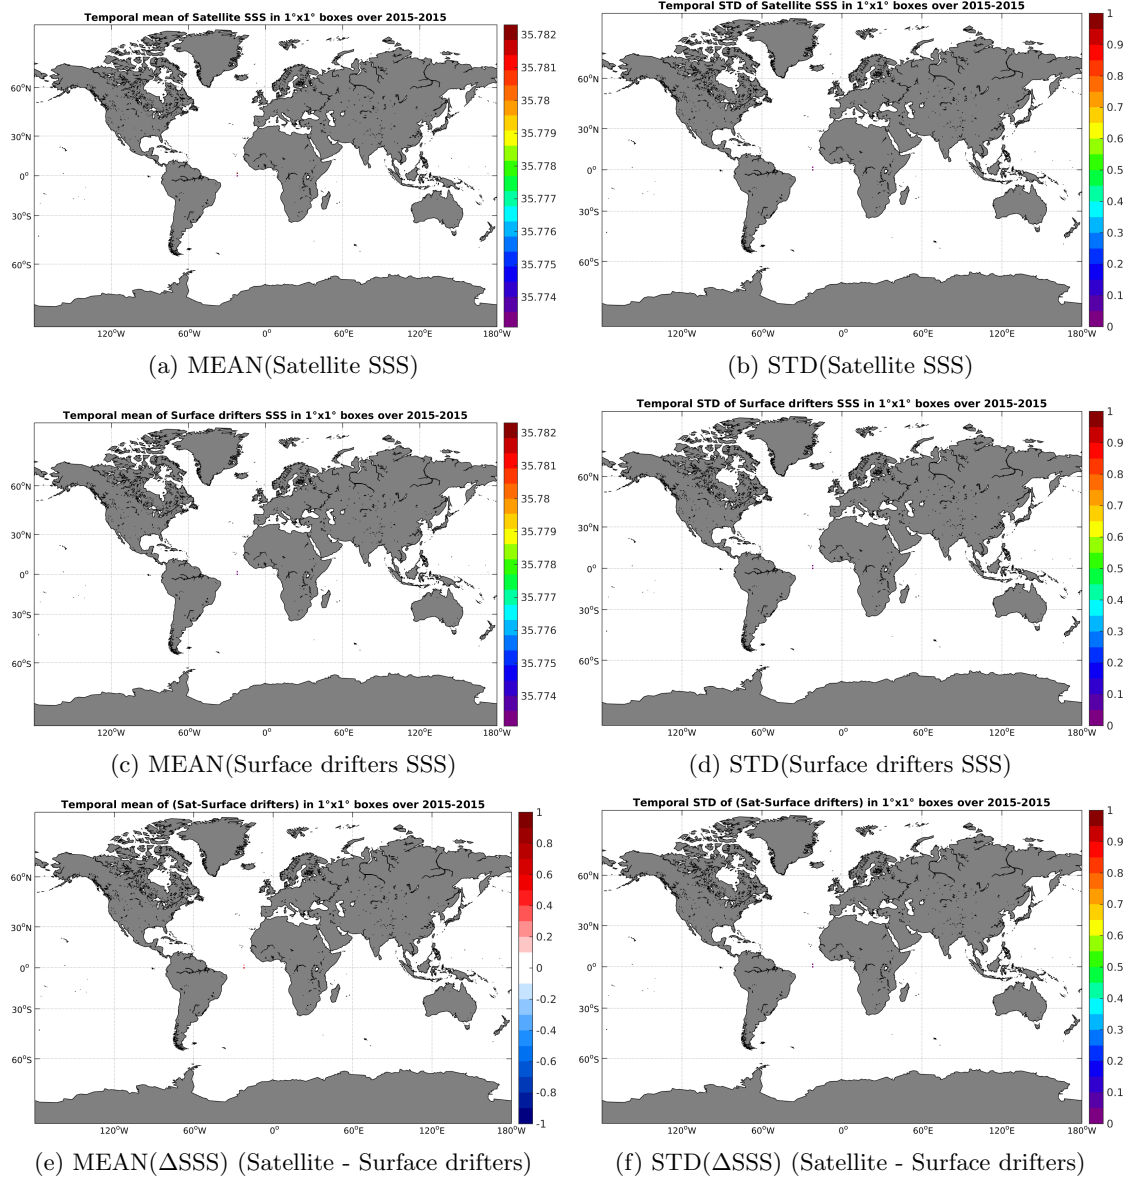 Temporal mean of Satellite SSS in 1°x1° boxes over 2015-2015
60°N
30°N
0°
30°S
60°S
120°W
60°W
0°
60°E
120°E
180°W
35.782
35.781
35.78
35.779
35.778
35.777
35.776
35.775
35.774
(a) MEAN(Satellite SSS)
Temporal STD of Satellite SSS in 1°x1° boxes over 2015-2015
60°N
30°N
0°
30°S
60°S
120°W
60°W
0°
60°E
120°E
180°W
1
0.9
0.8
0.7
0.6
0.5
0.4
0.3
0.2
0.1
0
(b) STD(Satellite SSS)
Temporal mean of Surface drifters SSS in 1°x1° boxes over 2015-2015
60°N
30°N
0°
30°S
60°S
120°W
60°W
0°
60°E
120°E
180°W
35.782
35.781
35.78
35.779
35.778
35.777
35.776
35.775
35.774
(c) MEAN(Surface drifters SSS)
Temporal STD of Surface drifters SSS in 1°x1° boxes over 2015-2015
60°N
30°N
0°
30°S
60°S
120°W
60°W
0°
60°E
120°E
180°W
1
0.9
0.8
0.7
0.6
0.5
0.4
0.3
0.2
0.1
0
(d) STD(Surface drifters SSS)
Temporal mean of (Sat-Surface drifters) in 1°x1° boxes over 2015-2015
60°N
30°N
0°
30°S
60°S
120°W
60°W
0°
60°E
120°E
180°W
1
0.8
0.6
0.4
0.2
0
-0.2
-0.4
-0.6
-0.8
-1
(e) MEAN(ΔSSS) (Satellite - Surface drifters)
Temporal STD of (Sat-Surface drifters) in 1°x1° boxes over 2015-2015
60°N
30°N
0°
30°S
60°S
120°W
60°W
0°
60°E
120°E
180°W
1
0.9
0.8
0.7
0.6
0.5
0.4
0.3
0.2
0.1
0
(f) STD(ΔSSS) (Satellite - Surface drifters)